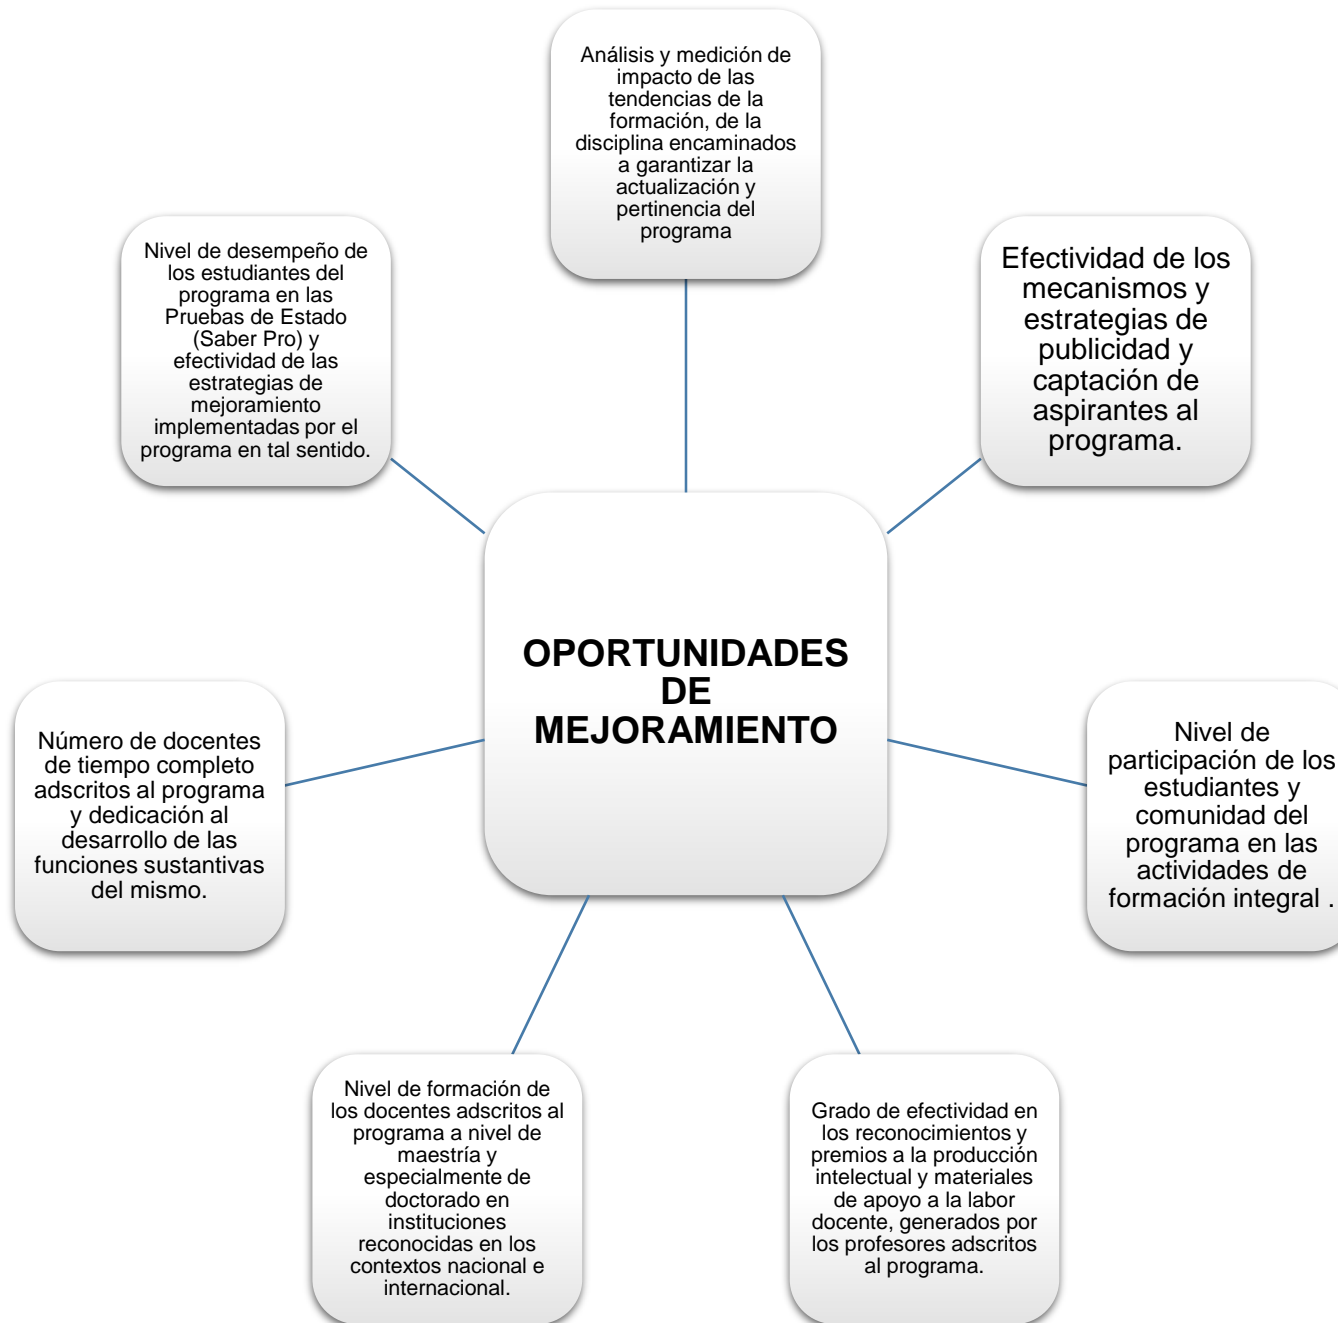 Análisis y medición de
impacto de las
tendencias de la
formación, de la
disciplina encaminados
a garantizar la
actualización y
pertinencia del
programa
Efectividad de los
mecanismos y
estrategias de
publicidad y
captación de
aspirantes al
programa.
Nivel de
participación de los
estudiantes y
comunidad del
programa en las
actividades de
formación integral .
Grado de efectividad en
los reconocimientos y
premios a la producción
intelectual y materiales
de apoyo a la labor
docente, generados por
los profesores adscritos
al programa.
Nivel de formación de
los docentes adscritos al
programa a nivel de
maestría y
especialmente de
doctorado en
instituciones
reconocidas en los
contextos nacional e
internacional.
Número de docentes
de tiempo completo
adscritos al programa
y dedicación al
desarrollo de las
funciones sustantivas
del mismo.
Nivel de desempeño de
los estudiantes del
programa en las
Pruebas de Estado
(Saber Pro) y
efectividad de las
estrategias de
mejoramiento
implementadas por el
programa en tal sentido.
OPORTUNIDADES
DE
MEJORAMIENTO